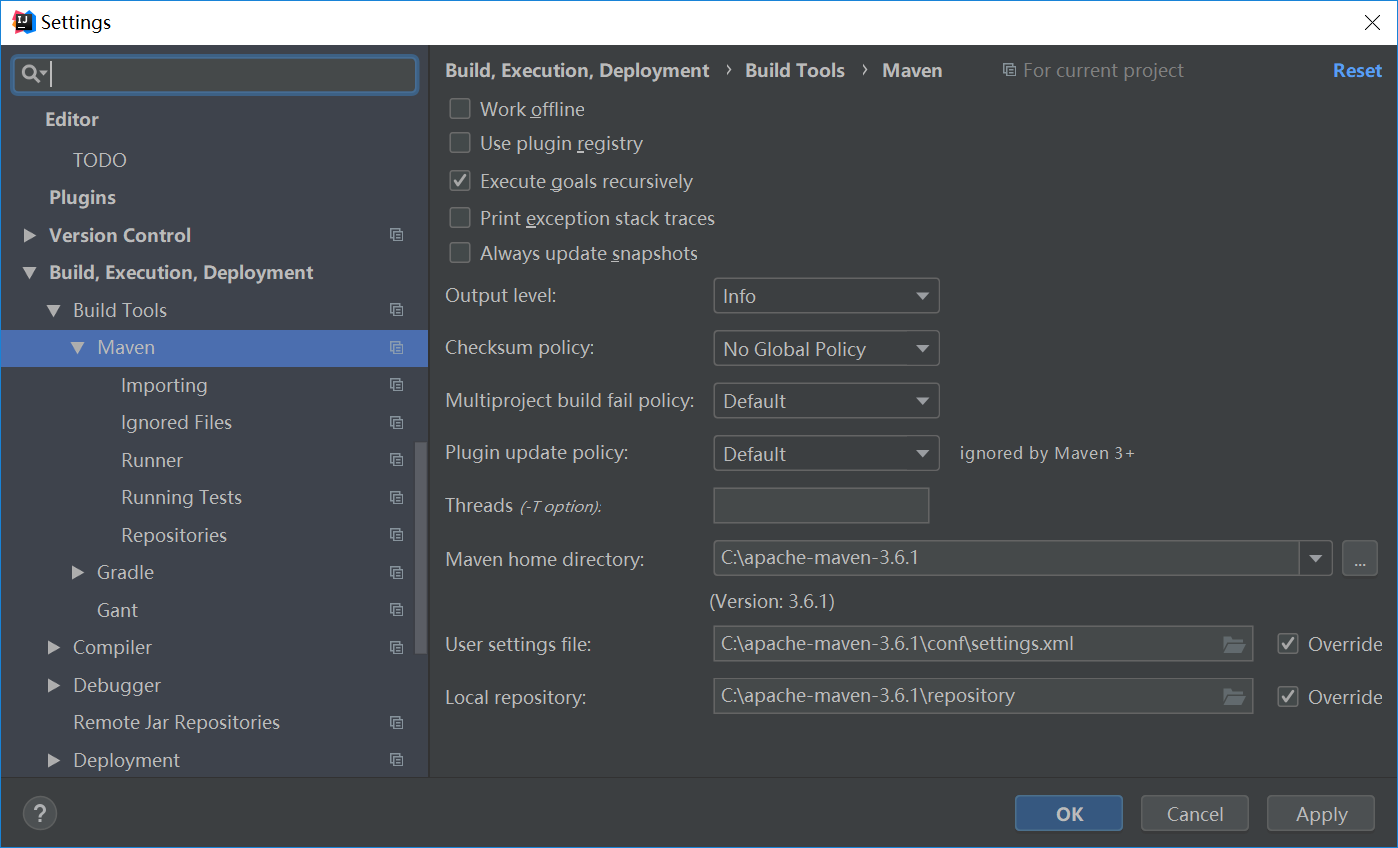 Settings
Editor
TODO
Plugins
Version Control
Build, Execution, Deployment
Build Tools
Maven
Importing
Ignored Files
Runner
Running Tests
Repositories
Gradle
Gant
Compiler
Debugger
Remote Jar Repositories
Deployment
Build, Execution, Deployment › Build Tools › Maven For current project Reset
Work offline
Use plugin registry
Execute goals recursively
Print exception stack traces
Always update snapshots
Output level: Info
Checksum policy: No Global Policy
Multiproject build fail policy: Default
Plugin update policy: Default ignored by Maven 3+
Threads (-T option):
Maven home directory: C:\apache-maven-3.6.1 ...
(Version: 3.6.1)
User settings file: C:\apache-maven-3.6.1\conf\settings.xml Override
Local repository: C:\apache-maven-3.6.1\repository Override
? OK Cancel Apply